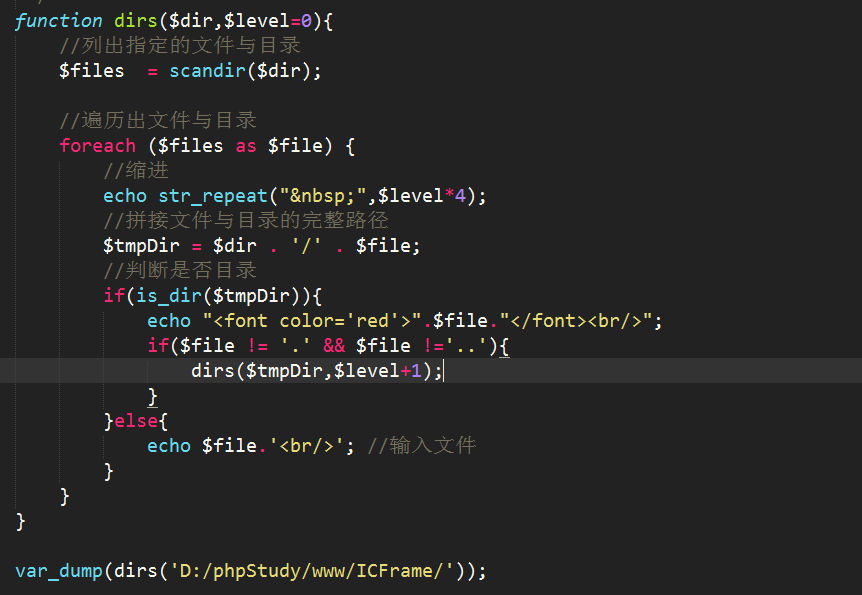 function dirs($dir,$level=0){
    //列出指定的文件与目录
    $files  = scandir($dir);

    //遍历出文件与目录
    foreach ($files as $file) {
        //缩进
        echo str_repeat("&nbsp;",$level*4);
        //拼接文件与目录的完整路径
        $tmpDir = $dir . '/' . $file;
        //判断是否目录
        if(is_dir($tmpDir)){
            echo "<font color='red'>".$file."</font><br/>";
            if($file != '.' && $file !='..'){
                dirs($tmpDir,$level+1);
            }
        }else{
            echo $file.'<br/>'; //输入文件
        }
    }
}

var_dump(dirs('D:/phpStudy/www/ICFrame/'));